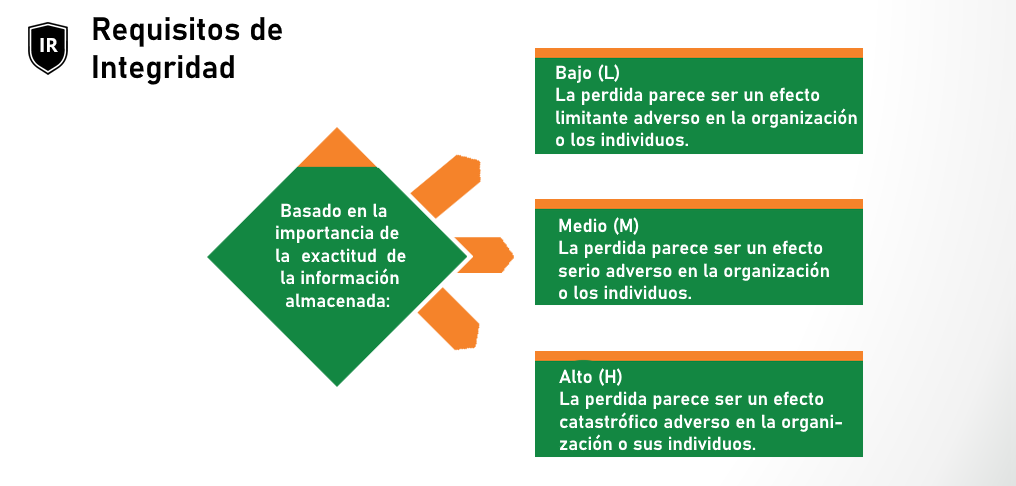 IR
Requisitos de
Integridad
Basado en la
importancia de
la exactitud de
la información
almacenada:
Bajo (L)
La perdida parece ser un efecto
limitante adverso en la organización
o los individuos.
Medio (M)
La perdida parece ser un efecto
serio adverso en la organización
o los individuos.
Alto (H)
La perdida parece ser un efecto
catastrófico adverso en la organi-
zación o sus individuos.